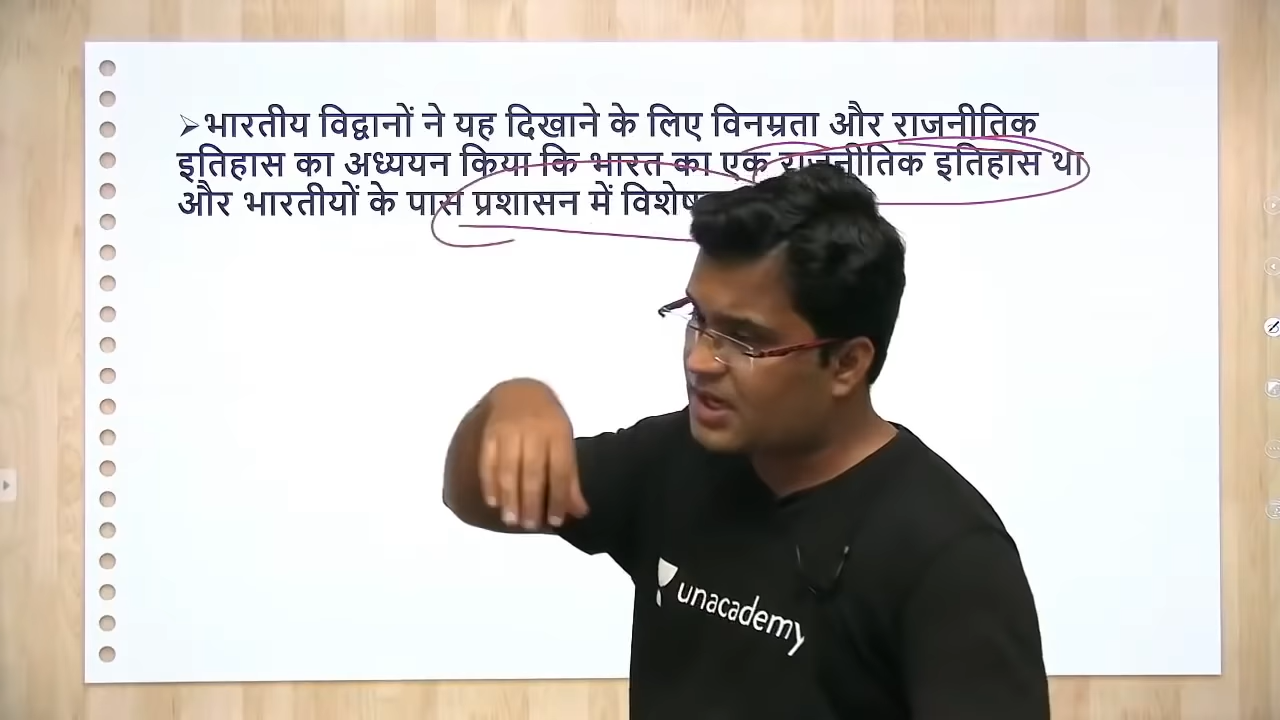 ➢भारतीय विद्वानों ने यह दिखाने के लिए विनम्रता और राजनीतिक
इतिहास का अध्ययन किया कि भारत का एक राजनीतिक इतिहास था
और भारतीयों के पास प्रशासन में
unacademy